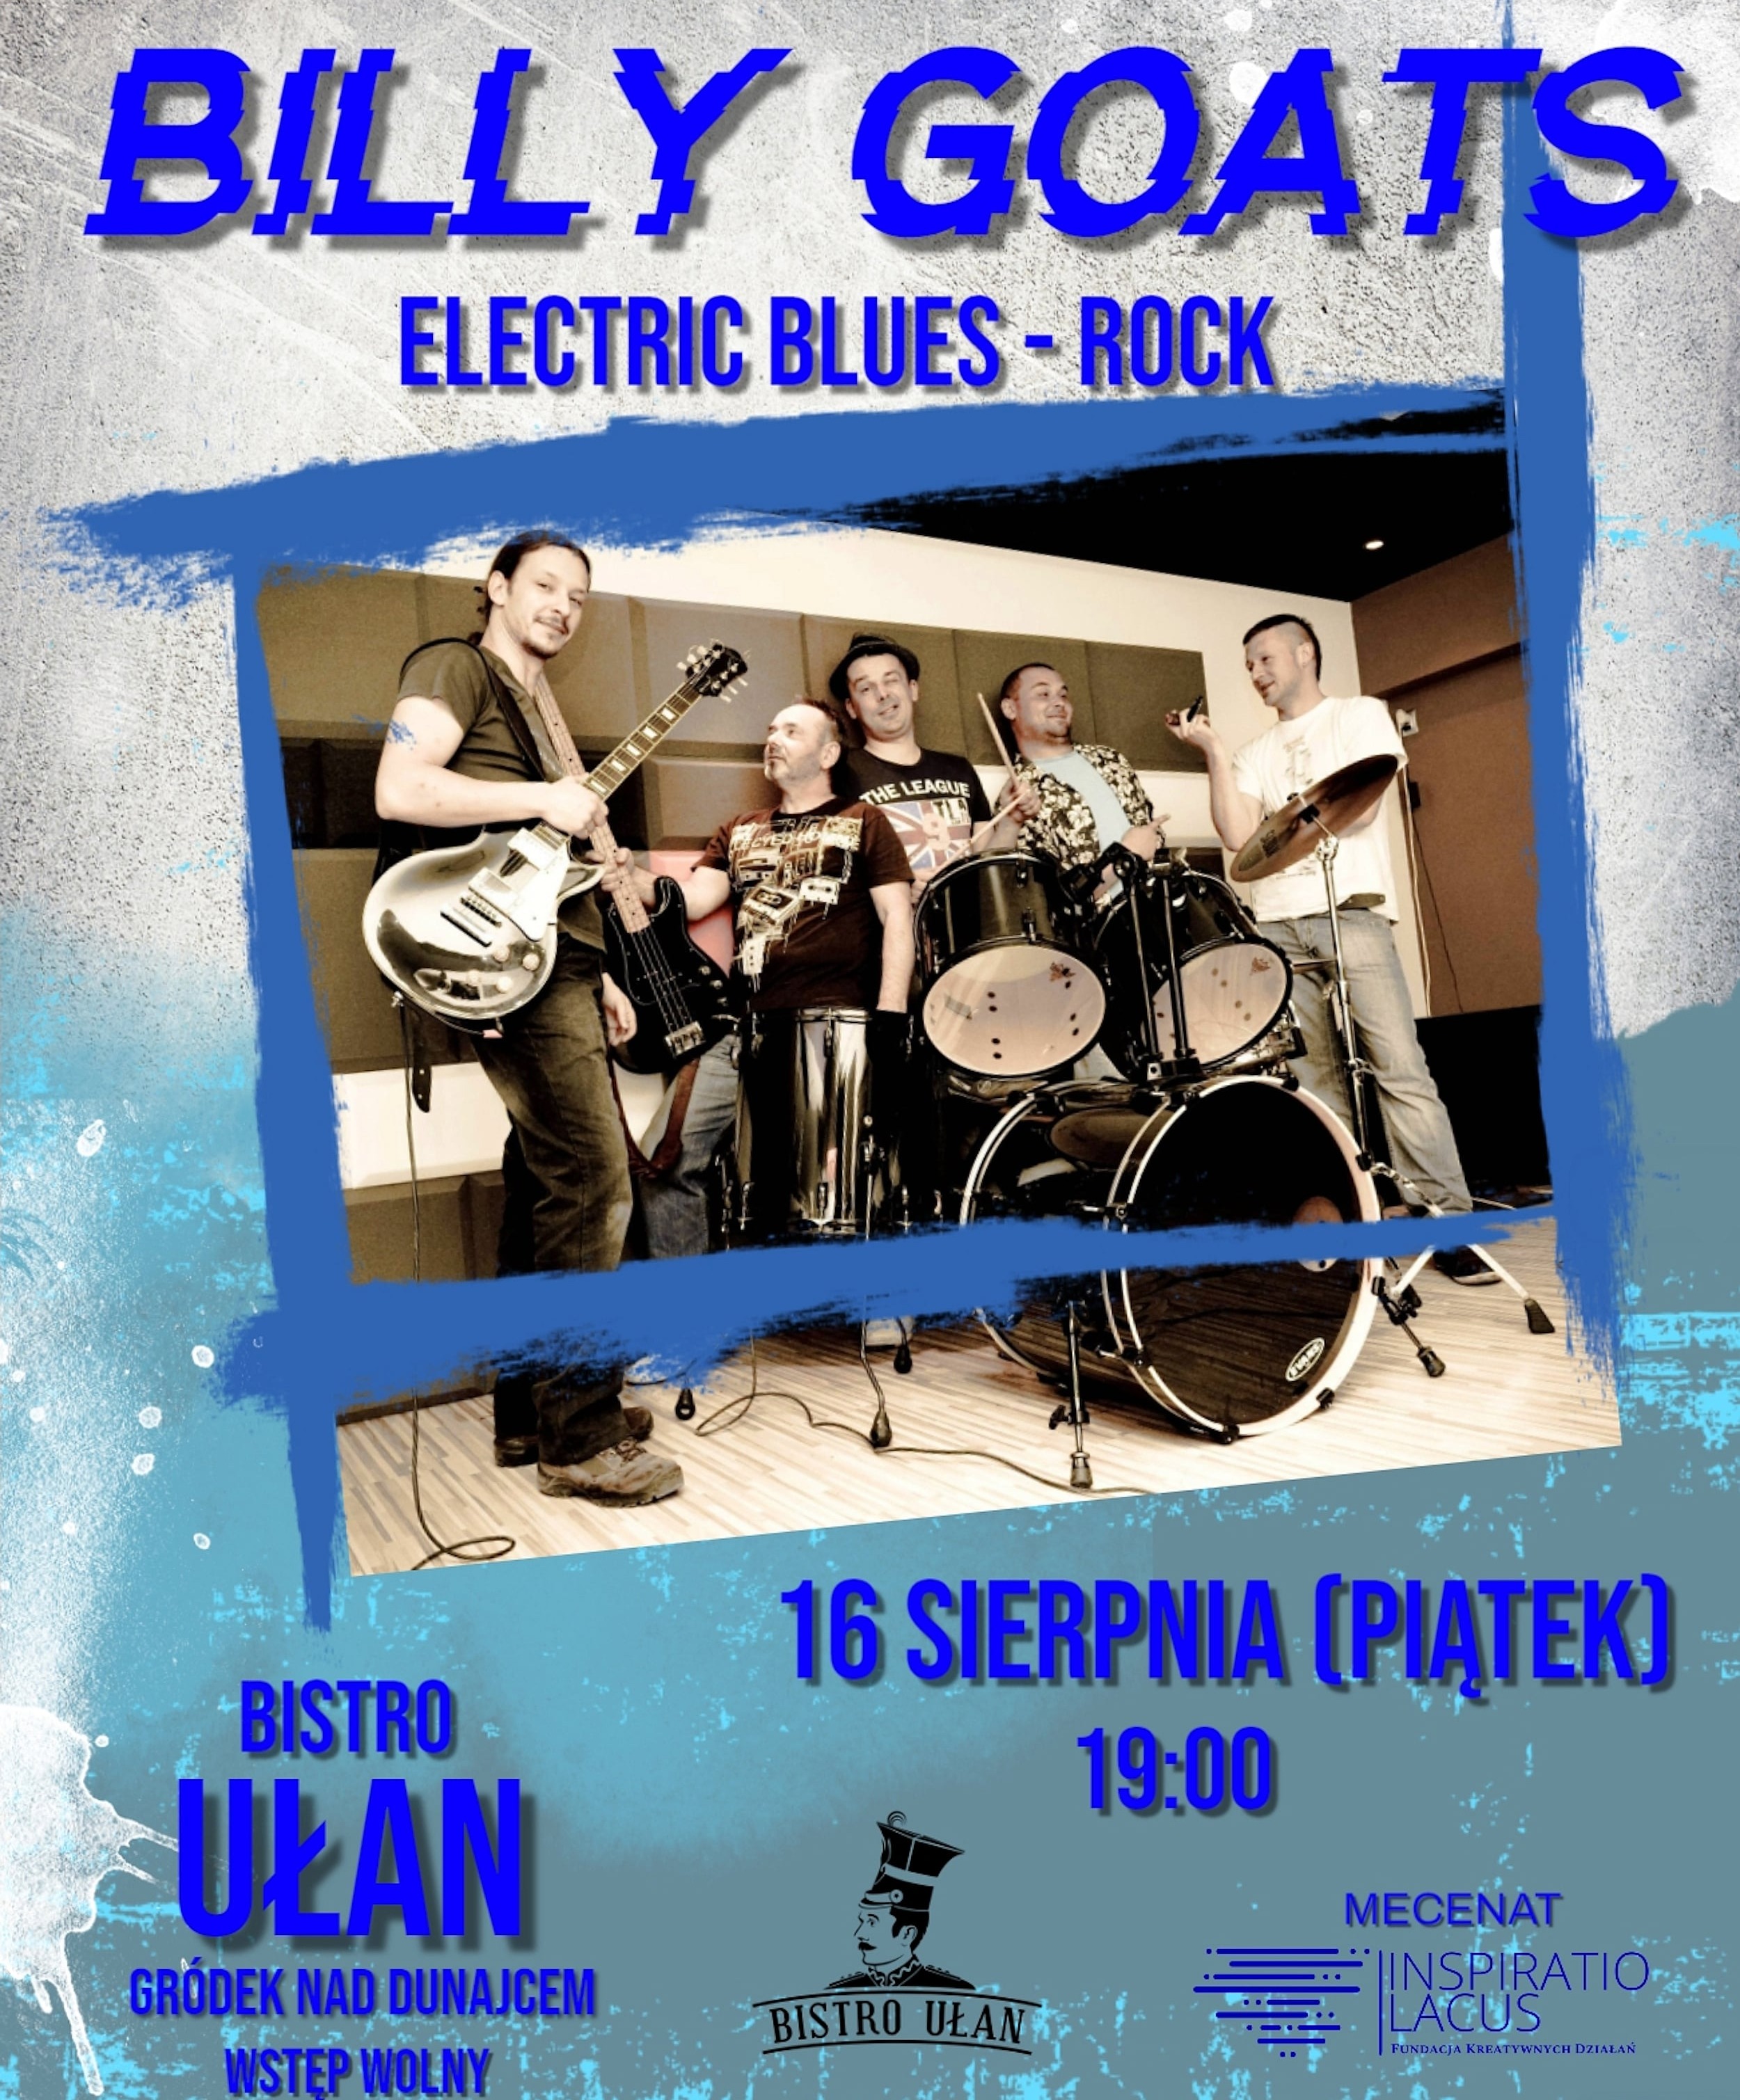 BILLY GOATS
ELECTRIC BLUES - ROCK
THE LEAGUE
16 SIERPNIA (PIĄTEK)
19:00
BISTRO
UŁAN
GRÓDEK NAD DUNAJCEM
WSTĘP WOLNY
BISTRO UŁAN
MECENAT
INSPIRATIO
LACUS
FUNDACJA KREATYWNYCH DZIAŁAŃ